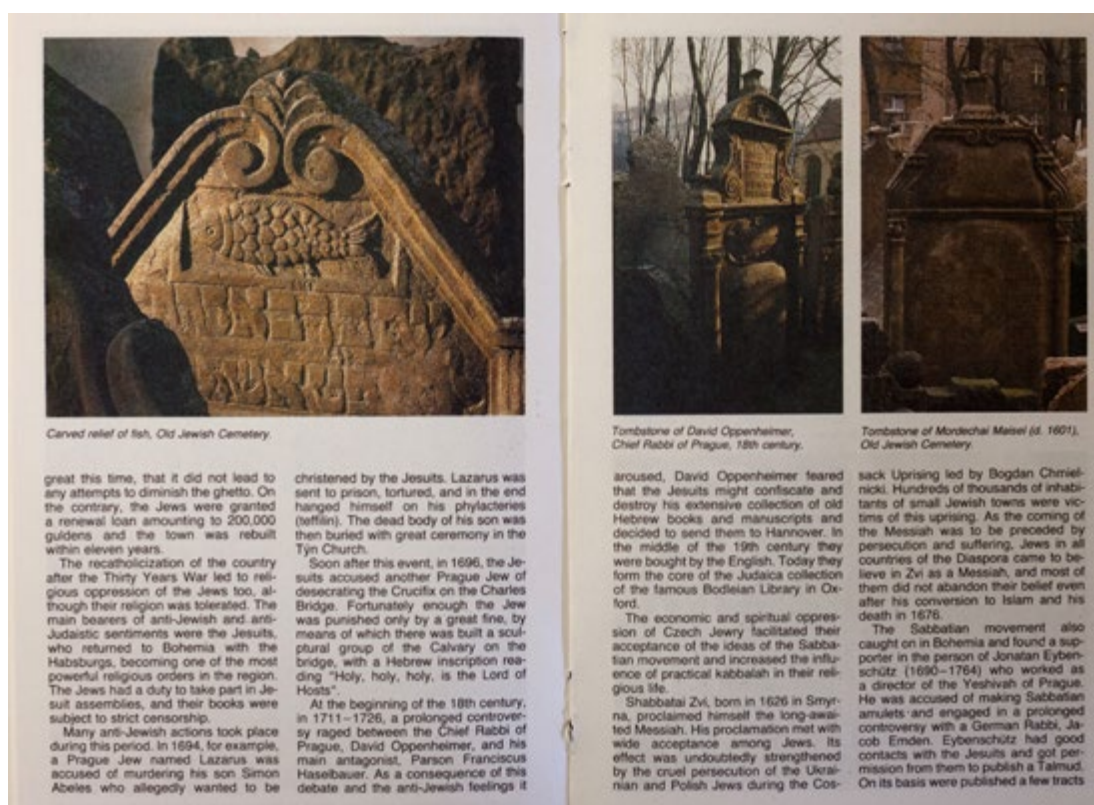 Carved relief of fish, Old Jewish Cemetery.
great this time, that it did not lead to
any attempts to diminish the ghetto. On
the contrary, the Jews were granted
a renewal loan amounting to 200,000
guldens and the town was rebuilt
within eleven years.
The recatholicization of the country
after the Thirty Years War led to reli-
gious oppression of the Jews too, al-
though their religion was tolerated. The
main bearers of anti-Jewish and anti-
Judaistic sentiments were the Jesuits,
who returned to Bohemia with the
Habsburgs, becoming one of the most
powerful religious orders in the region.
The Jews had a duty to take part in Je-
suit assemblies, and their books were
subject to strict censorship.
Many anti-Jewish actions took place
during this period. In 1694, for example,
a Prague Jew named Lazarus was
accused of murdering his son Simon
Abeles who allegedly wanted to be
christened by the Jesuits. Lazarus was
sent to prison, tortured, and in the end
hanged himself on his phylacteries
(teffilin). The dead body of his son was
then buried with great ceremony in the
Týn Church.
Soon after this event, in 1696, the Je-
suits accused another Prague Jew of
desecrating the Crucifix on the Charles
Bridge. Fortunately enough the Jew
was punished only by a great fine, by
means of which there was built a scul-
ptural group of the Calvary on the
bridge, with a Hebrew inscription rea-
ding "Holy, holy, holy, is the Lord of
Hosts".
At the beginning of the 18th century,
in 1711–1726, a prolonged controver-
sy raged between the Chief Rabbi of
Prague, David Oppenheimer, and his
main antagonist, Parson Franciscus
Haselbauer. As a consequence of this
debate and the anti-Jewish feelings it
Tombstone of David Oppenheimer,
Chief Rabbi of Prague, 18th century.
Tombstone of Mordechai Maisel (d. 1601),
Old Jewish Cemetery.
aroused, David Oppenheimer feared
that the Jesuits might confiscate and
destroy his extensive collection of old
Hebrew books and manuscripts and
decided to send them to Hannover. In
the middle of the 19th century they
were bought by the English. Today they
form the core of the Judaica collection
of the famous Bodleian Library in Ox-
ford.
The economic and spiritual oppres-
sion of Czech Jewry facilitated their
acceptance of the ideas of the Sabba-
tian movement and increased the influ-
ence of practical kabbalah in their reli-
gious life.
Shabbatai Zvi, born in 1626 in Smyr-
na, proclaimed himself the long-awai-
ted Messiah. His proclamation met with
wide acceptance among Jews. Its
effect was undoubtedly strengthened
by the cruel persecution of the Ukrai-
nian and Polish Jews during the Cos-
sack Uprising led by Bogdan Chmiel-
nicki. Hundreds of thousands of inhabi-
tants of small Jewish towns were vic-
tims of this uprising. As the coming of
the Messiah was to be preceded by
persecution and suffering, Jews in all
countries of the Diaspora came to be-
lieve in Zvi as a Messiah, and most of
them did not abandon their belief even
after his conversion to Islam and his
death in 1676.
The Sabbatian movement also
caught on in Bohemia and found a sup-
porter in the person of Jonatan Eyben-
schütz (1690–1764) who worked as
a director of the Yeshivah of Prague.
He was accused of making Sabbatian
amulets and engaged in a prolonged
controversy with a German Rabbi, Ja-
cob Emden. Eybenschütz had good
contacts with the Jesuits and got per-
mission from them to publish a Talmud.
On its basis were published a few tracts